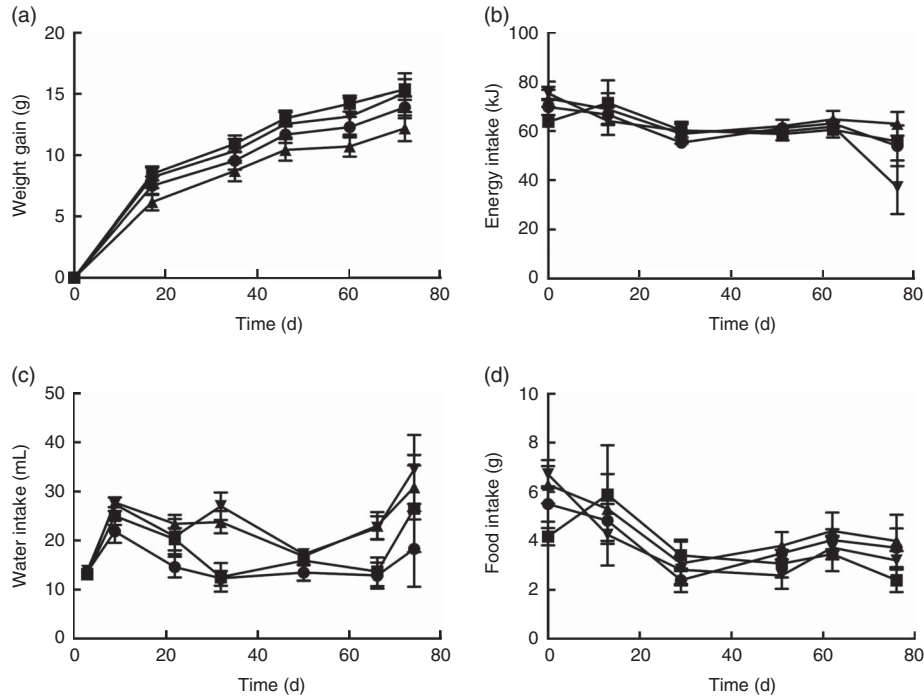 (a)
20
15
10
5
0
Weight gain (g)
0 20 40 60 80
Time (d)
(b)
100
80
60
40
20
0
Energy intake (kJ)
0 20 40 60 80
Time (d)
(c)
50
40
30
20
10
0
Water intake (mL)
0 20 40 60 80
Time (d)
(d)
10
8
6
4
2
0
Food intake (g)
0 20 40 60 80
Time (d)